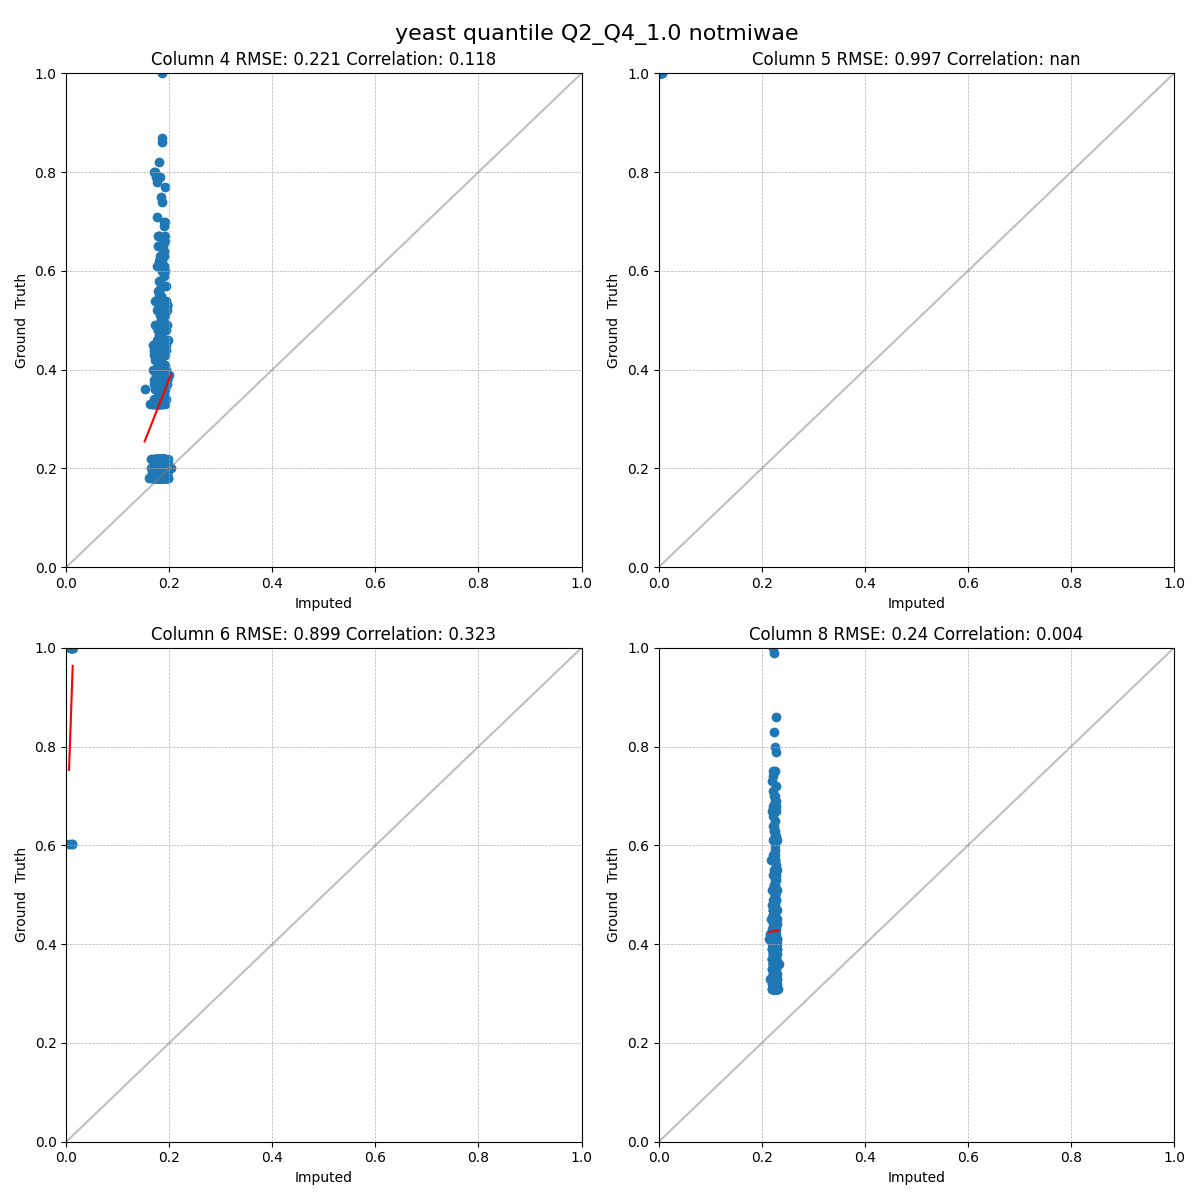 yeast quantile Q2_Q4_1.0 notmiwae
Column 4 RMSE: 0.221 Correlation: 0.118
1.0
0.8
0.6
0.4
0.2
0.0
Ground Truth
0.0 0.2 0.4 0.6 0.8 1.0
Imputed
Column 5 RMSE: 0.997 Correlation: nan
1.0
0.8
0.6
0.4
0.2
0.0
Ground Truth
0.0 0.2 0.4 0.6 0.8 1.0
Imputed
Column 6 RMSE: 0.899 Correlation: 0.323
1.0
0.8
0.6
0.4
0.2
0.0
Ground Truth
0.0 0.2 0.4 0.6 0.8 1.0
Imputed
Column 8 RMSE: 0.24 Correlation: 0.004
1.0
0.8
0.6
0.4
0.2
0.0
Ground Truth
0.0 0.2 0.4 0.6 0.8 1.0
Imputed